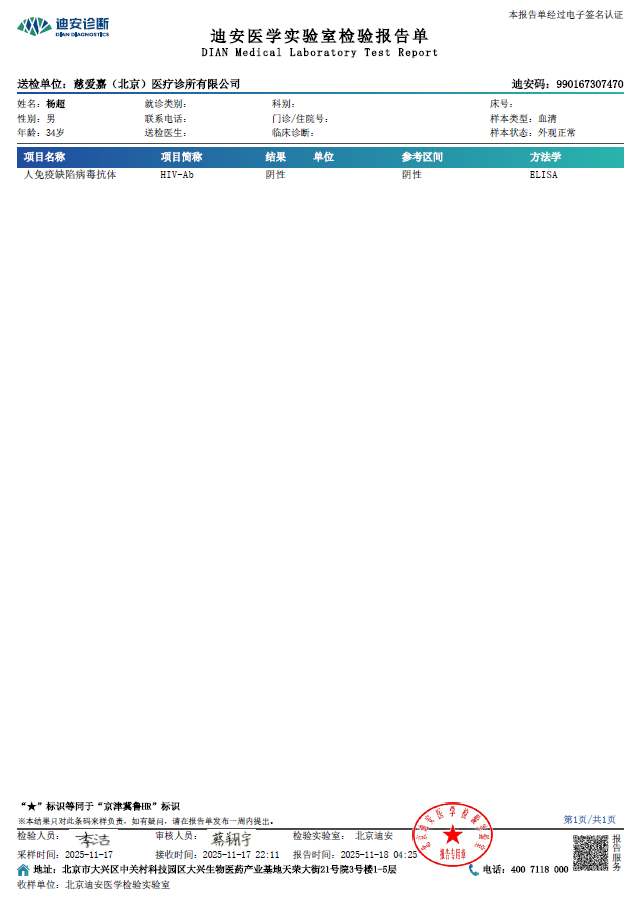 本报告单经过电子签名认证
迪安诊断
DIAN DIAGNOSTICS
迪安医学实验室检验报告单
DIAN Medical Laboratory Test Report
送检单位：慈爱嘉（北京）医疗诊所有限公司 迪安码：990167307470
姓名：杨超 就诊类别： 科别： 床号：
性别：男 联系电话： 门诊/住院号： 样本类型：血清
年龄：34岁 送检医生： 临床诊断： 样本状态：外观正常
项目名称 项目简称 结果 单位 参考区间 方法学
人免疫缺陷病毒抗体 HIV-Ab 阴性 阴性 ELISA
“★”标识等同于“京津冀鲁HR”标识
※本结果只对此条码来样负责，如有疑问，请在报告单发布一周内提出。 第1页/共1页
检验人员： 李洁 审核人员： 蔡翔宇 检验实验室： 北京迪安
采样时间：2025-11-17 接收时间：2025-11-17 22:11 报告时间：2025-11-18 04:25
报告专用章
报告服务
地址：北京市大兴区中关村科技园区大兴生物医药产业基地天荣大街21号院3号楼1-5层 电话：400 7118 000
收样单位：北京迪安医学检验实验室